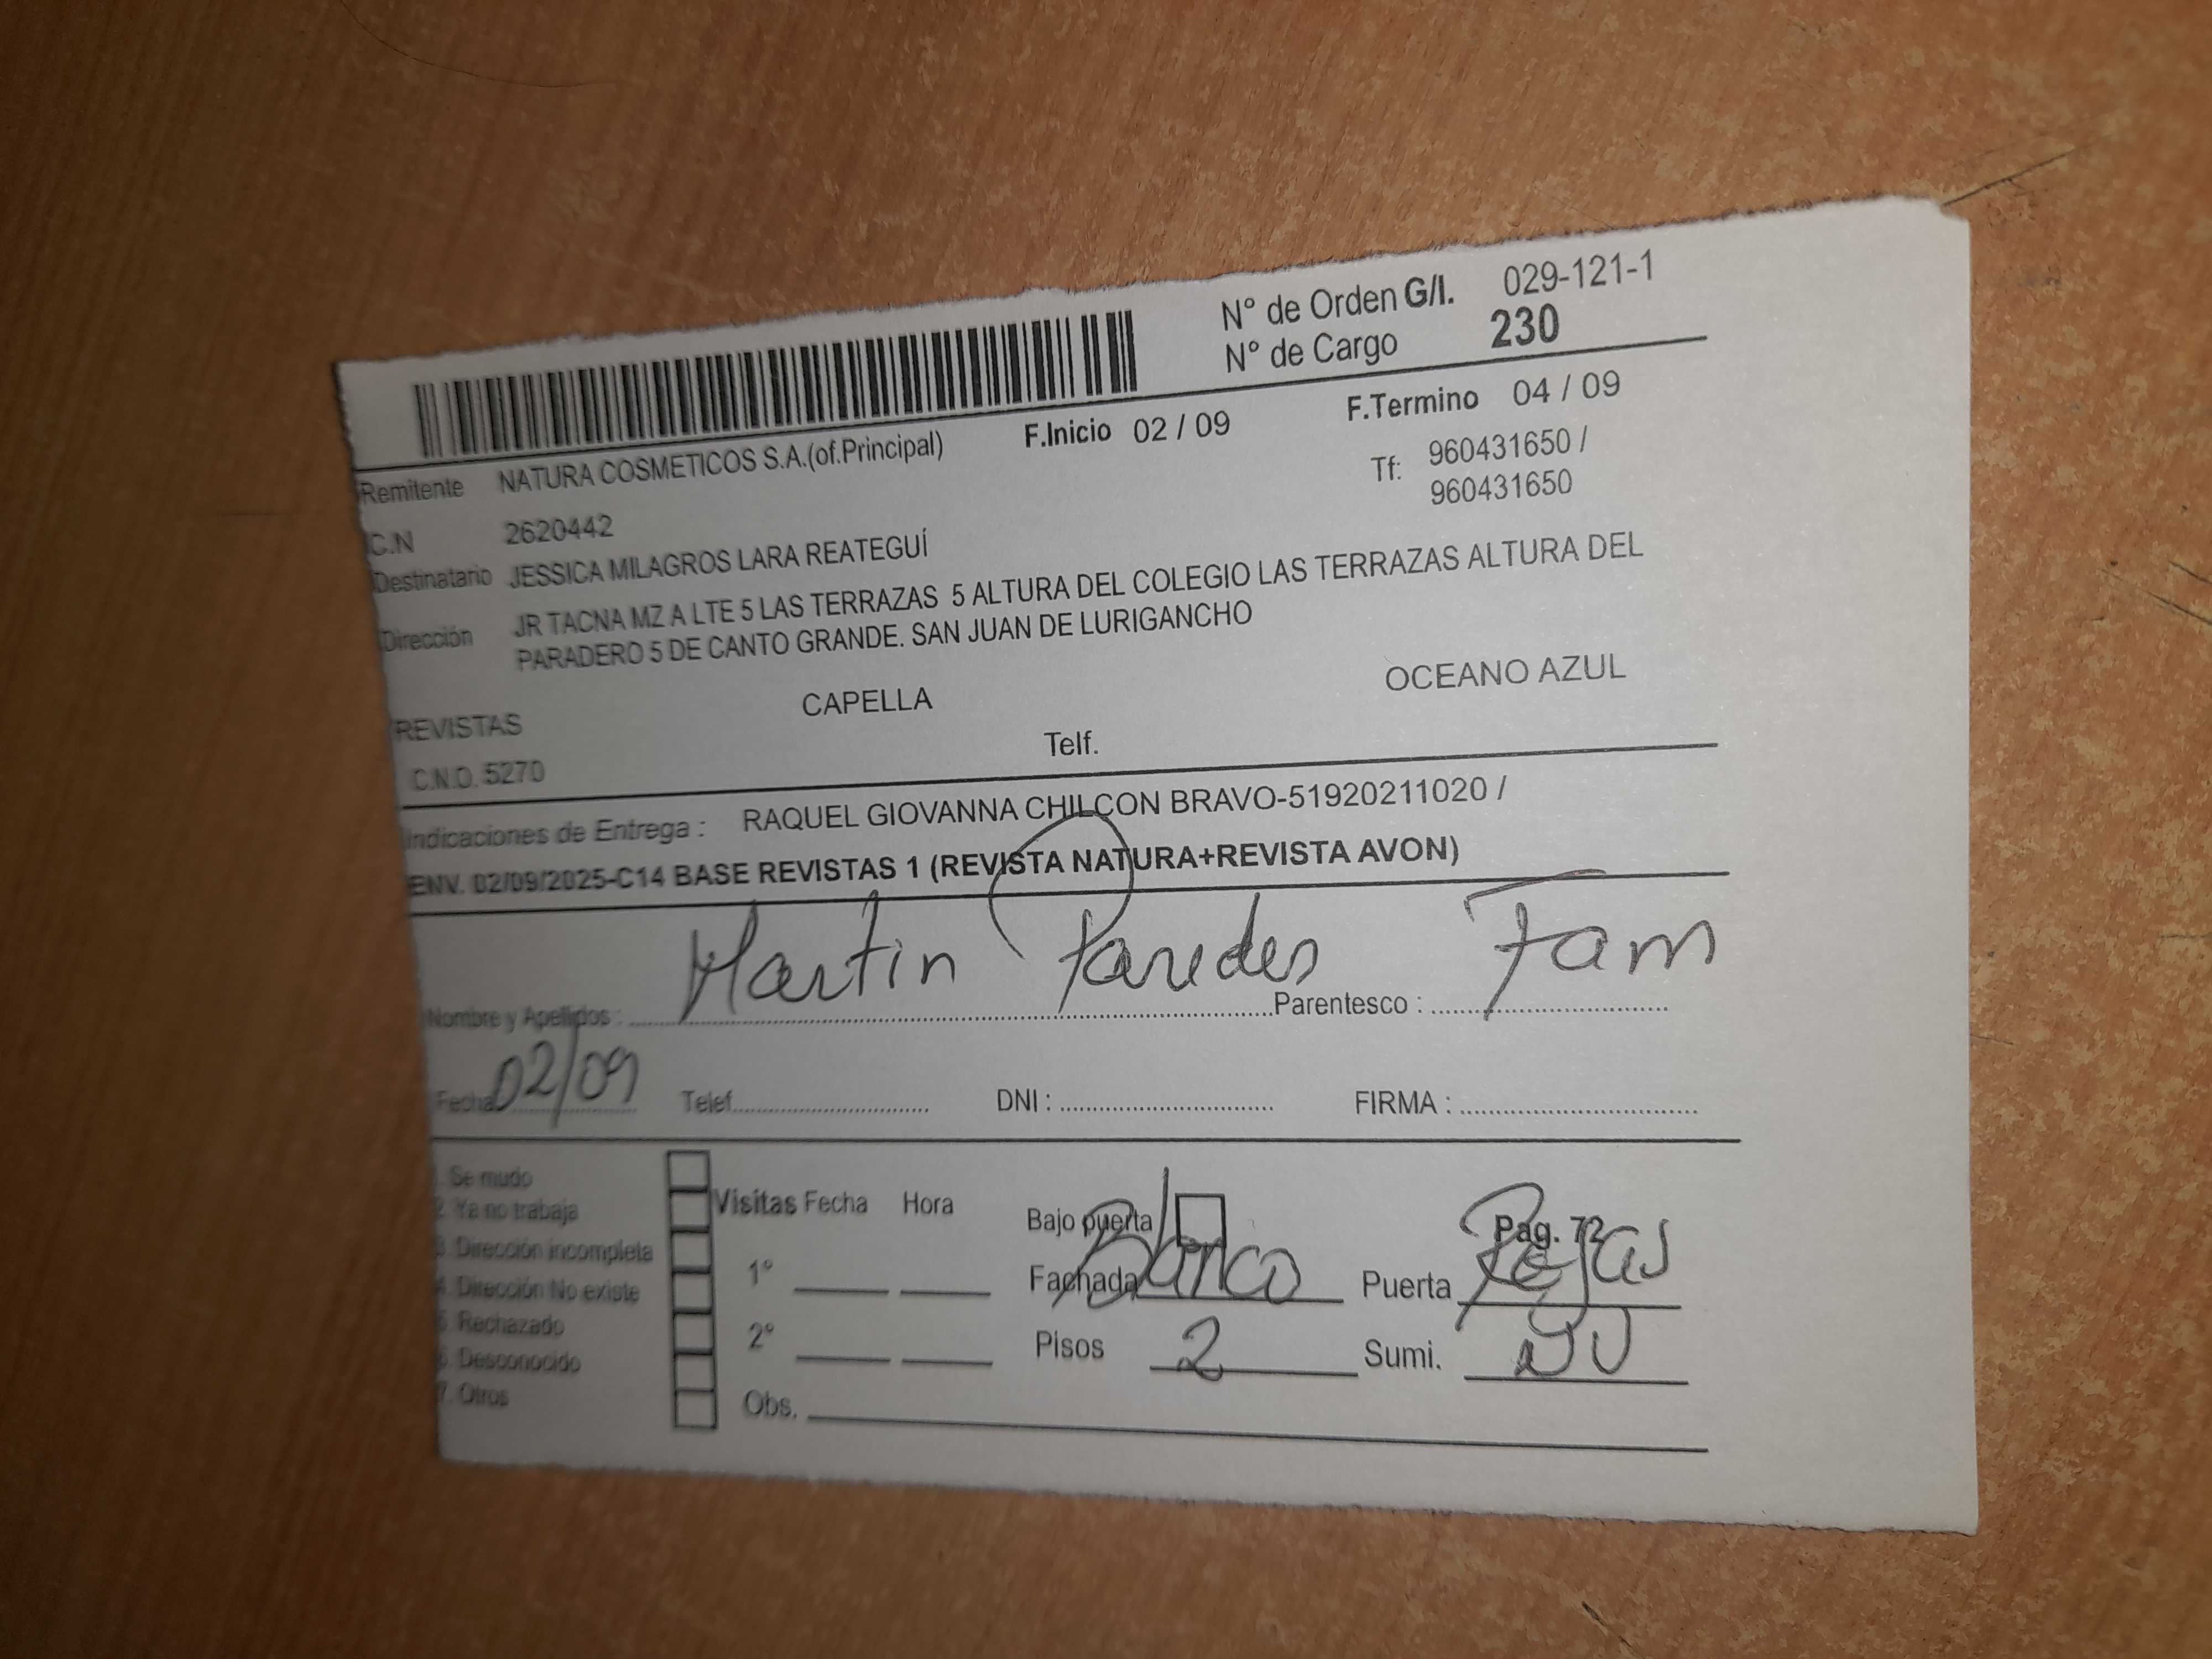 N° de Orden G/I. 029-121-1
N° de Cargo 230
F.Inicio 02 / 09 F.Termino 04 / 09
Remitente NATURA COSMETICOS S.A.(of.Principal) Tf: 960431650 /
960431650
C.N 2620442
Destinatario JESSICA MILAGROS LARA REATEGUÍ
Dirección JR TACNA MZ A LTE 5 LAS TERRAZAS 5 ALTURA DEL COLEGIO LAS TERRAZAS ALTURA DEL
PARADERO 5 DE CANTO GRANDE. SAN JUAN DE LURIGANCHO
REVISTAS CAPELLA OCEANO AZUL
C.N.O. 5270 Telf.
Indicaciones de Entrega : RAQUEL GIOVANNA CHILCON BRAVO-51920211020 /
ENV. 02/09/2025-C14 BASE REVISTAS 1 (REVISTA NATURA+REVISTA AVON)
Nombre y Apellidos : Martin Paredes Parentesco : Fam
Fecha 02/09 Telef. DNI : FIRMA :
1. Se mudo
2. Ya no trabaja
3. Dirección incompleta
4. Dirección No existe
5. Rechazado
6. Desconocido
7. Otros
Visitas Fecha Hora
1°
2°
Obs.
Bajo puerta Pag. 72
Fachada Blanco Puerta Rejas
Pisos 2 Sumi.